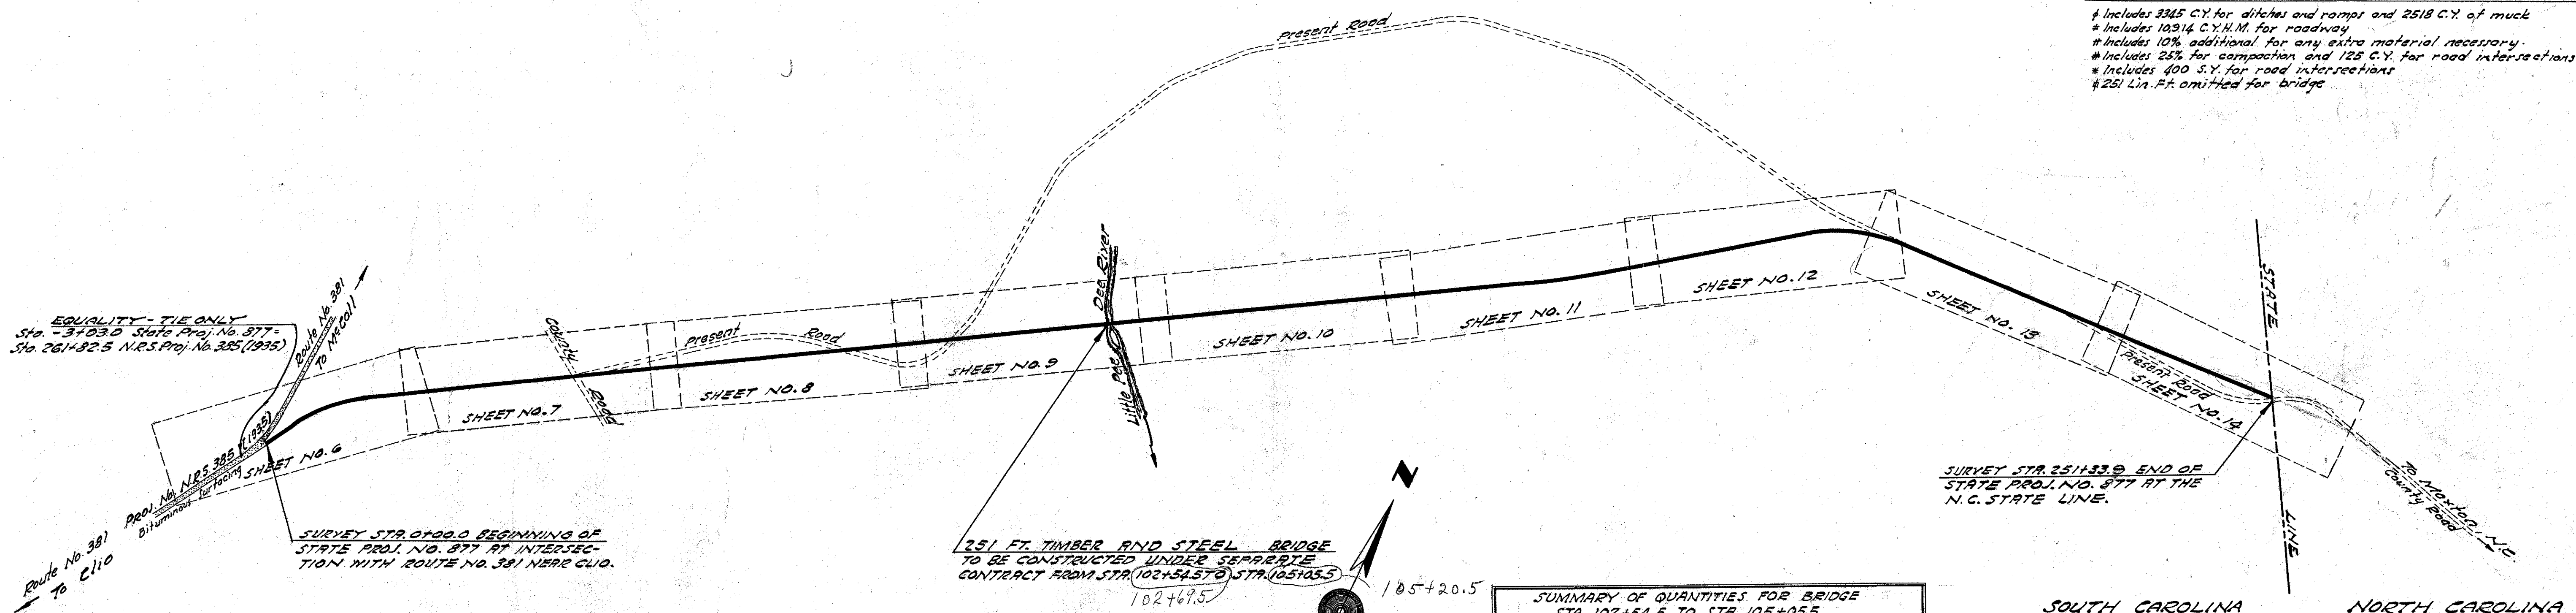 ∮ Includes 3345 C.Y. for ditches and ramps and 2518 C.Y. of muck
* Includes 10,914 C.Y.H.M. for roadway
# Includes 10% additional for any extra material necessary.
# Includes 25% for compaction and 125 C.Y. for road intersections
* Includes 400 S.Y. for road intersections
∮ 251 Lin. Ft. omitted for bridge
Present Road
EQUALITY - TIE ONLY
Sta. -3+03.0 State Proj. No. 877 =
Sta. 261+82.5 N.R.S. Proj. No. 385 (1935)
Route No. 381
To McColl
County
Road
Present Road
Dee River
Little Pee
STATE
LINE
SHEET NO. 6
SHEET NO. 7
SHEET NO. 8
SHEET NO. 9
SHEET NO. 10
SHEET NO. 11
SHEET NO. 12
SHEET NO. 13
Present Road
SHEET NO. 14
PROJ. No. N.R.S. 385 (1935)
Bituminous Surfacing
Route No. 381
To Clio
SURVEY STA. 0+00.0 BEGINNING OF
STATE PROJ. NO. 877 AT INTERSEC-
TION WITH ROUTE NO. 381 NEAR CLIO.
251 FT. TIMBER AND STEEL BRIDGE
TO BE CONSTRUCTED UNDER SEPARATE
CONTRACT FROM STA. 102+54.5 TO STA. 105+05.5
102+69.5
105+20.5
N
SURVEY STA. 251+33.9 END OF
STATE PROJ. NO. 877 AT THE
N.C. STATE LINE.
To Maxton, N.C.
County Road
SUMMARY OF QUANTITIES FOR BRIDGE
STA. 102+54.5 TO STA. 105+05.5
SOUTH CAROLINA
NORTH CAROLINA